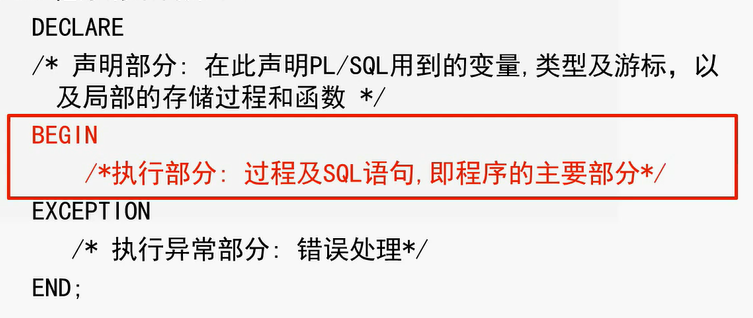 DECLARE
/* 声明部分: 在此声明PL/SQL用到的变量,类型及游标，以
及局部的存储过程和函数 */
BEGIN
/*执行部分: 过程及SQL语句,即程序的主要部分*/
EXCEPTION
/* 执行异常部分: 错误处理*/
END;